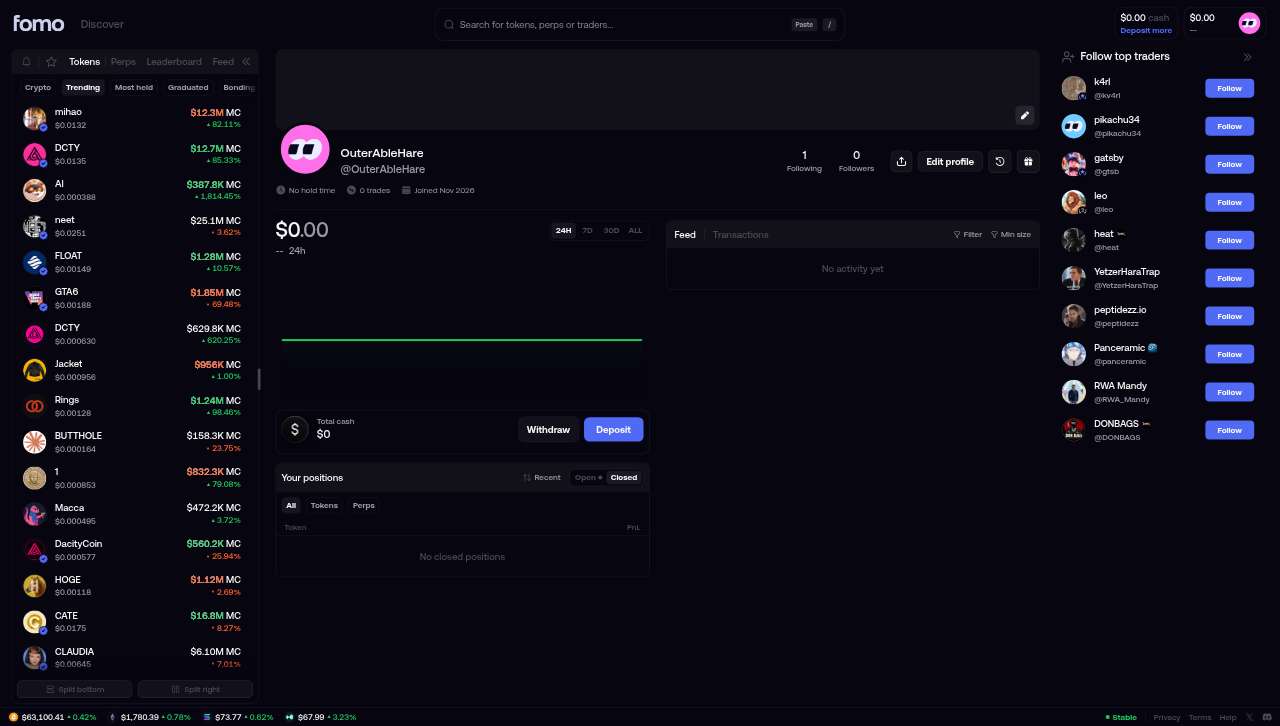 fomo
Discover
Search for tokens, perps or traders...
Paste
/
$0.00 cash
Deposit more
$0.00
--
Tokens Perps Leaderboard Feed
Crypto Trending Most held Graduated Bonding
mihao $12.3M MC
$0.0132 82.11%
DCTY $12.7M MC
$0.0135 85.33%
AI $387.8K MC
$0.000388 1,814.45%
neet $25.1M MC
$0.0251 3.62%
FLOAT $1.28M MC
$0.00149 10.57%
GTA6 $1.85M MC
$0.00188 69.48%
DCTY $629.8K MC
$0.000630 620.25%
Jacket $956K MC
$0.000956 1.00%
Rings $1.24M MC
$0.00128 98.46%
BUTTHOLE $158.3K MC
$0.000164 23.75%
1 $832.3K MC
$0.000853 79.08%
Macca $472.2K MC
$0.000495 3.72%
DacityCoin $560.2K MC
$0.000577 25.94%
HOGE $1.12M MC
$0.00118 2.69%
CATE $16.8M MC
$0.0175 8.27%
CLAUDIA $6.10M MC
$0.00645 7.01%
Split bottom Split right
OuterAbleHare
@OuterAbleHare
No hold time 0 trades Joined Nov 2026
1 Following
0 Followers
Edit profile
$0.00
-- 24h
24H 7D 30D ALL
Total cash
$0
Withdraw Deposit
Your positions Recent Open Closed
All Tokens Perps
Token PnL
No closed positions
Feed Transactions Filter Min size
No activity yet
Follow top traders
k4rl
@kv4rl
Follow
pikachu34
@pikachu34
Follow
gatsby
@gtsb
Follow
leo
@leo
Follow
heat
@heat
Follow
YetzerHaraTrap
@YetzerHaraTrap
Follow
peptidezz.io
@peptidezz
Follow
Panceramic
@panceramic
Follow
RWA Mandy
@RWA_Mandy
Follow
DONBAGS
@DONBAGS
Follow
$63,100.41 0.42% $1,780.39 0.78% $73.77 0.62% $67.99 3.23%
Stable Privacy Terms Help